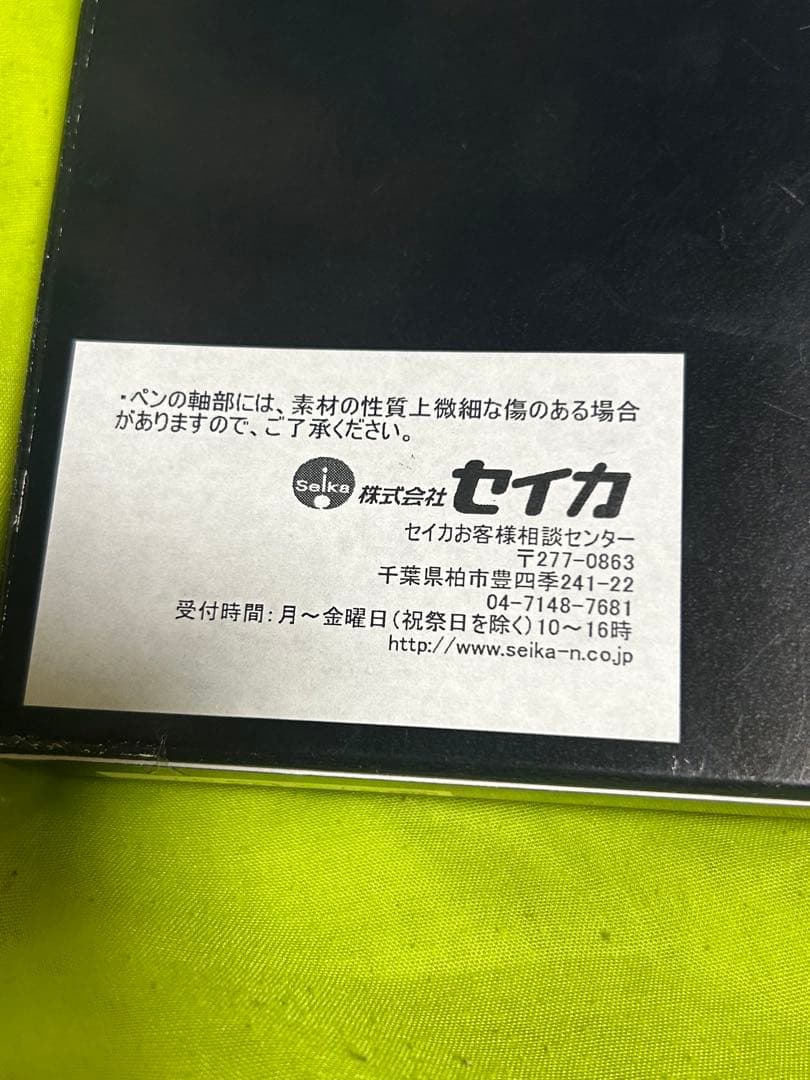 ・ペンの軸部には、素材の性質上微細な傷のある場合
がありますので、ご了承ください。
Seika 株式会社 セイカ
セイカお客様相談センター
〒277-0863
千葉県柏市豊四季241-22
04-7148-7681
受付時間:月～金曜日(祝祭日を除く)10～16時
http://www.seika-n.co.jp